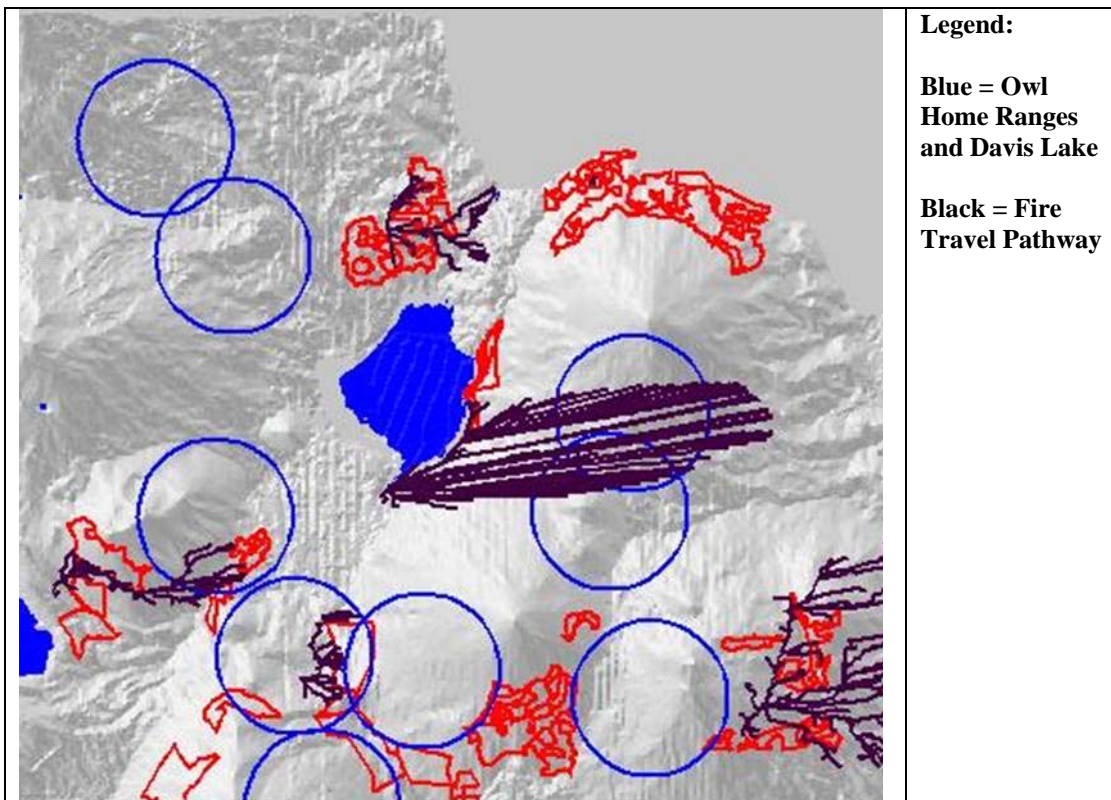 Legend:
Blue = Owl
Home Ranges
and Davis Lake
Black = Fire
Travel Pathway